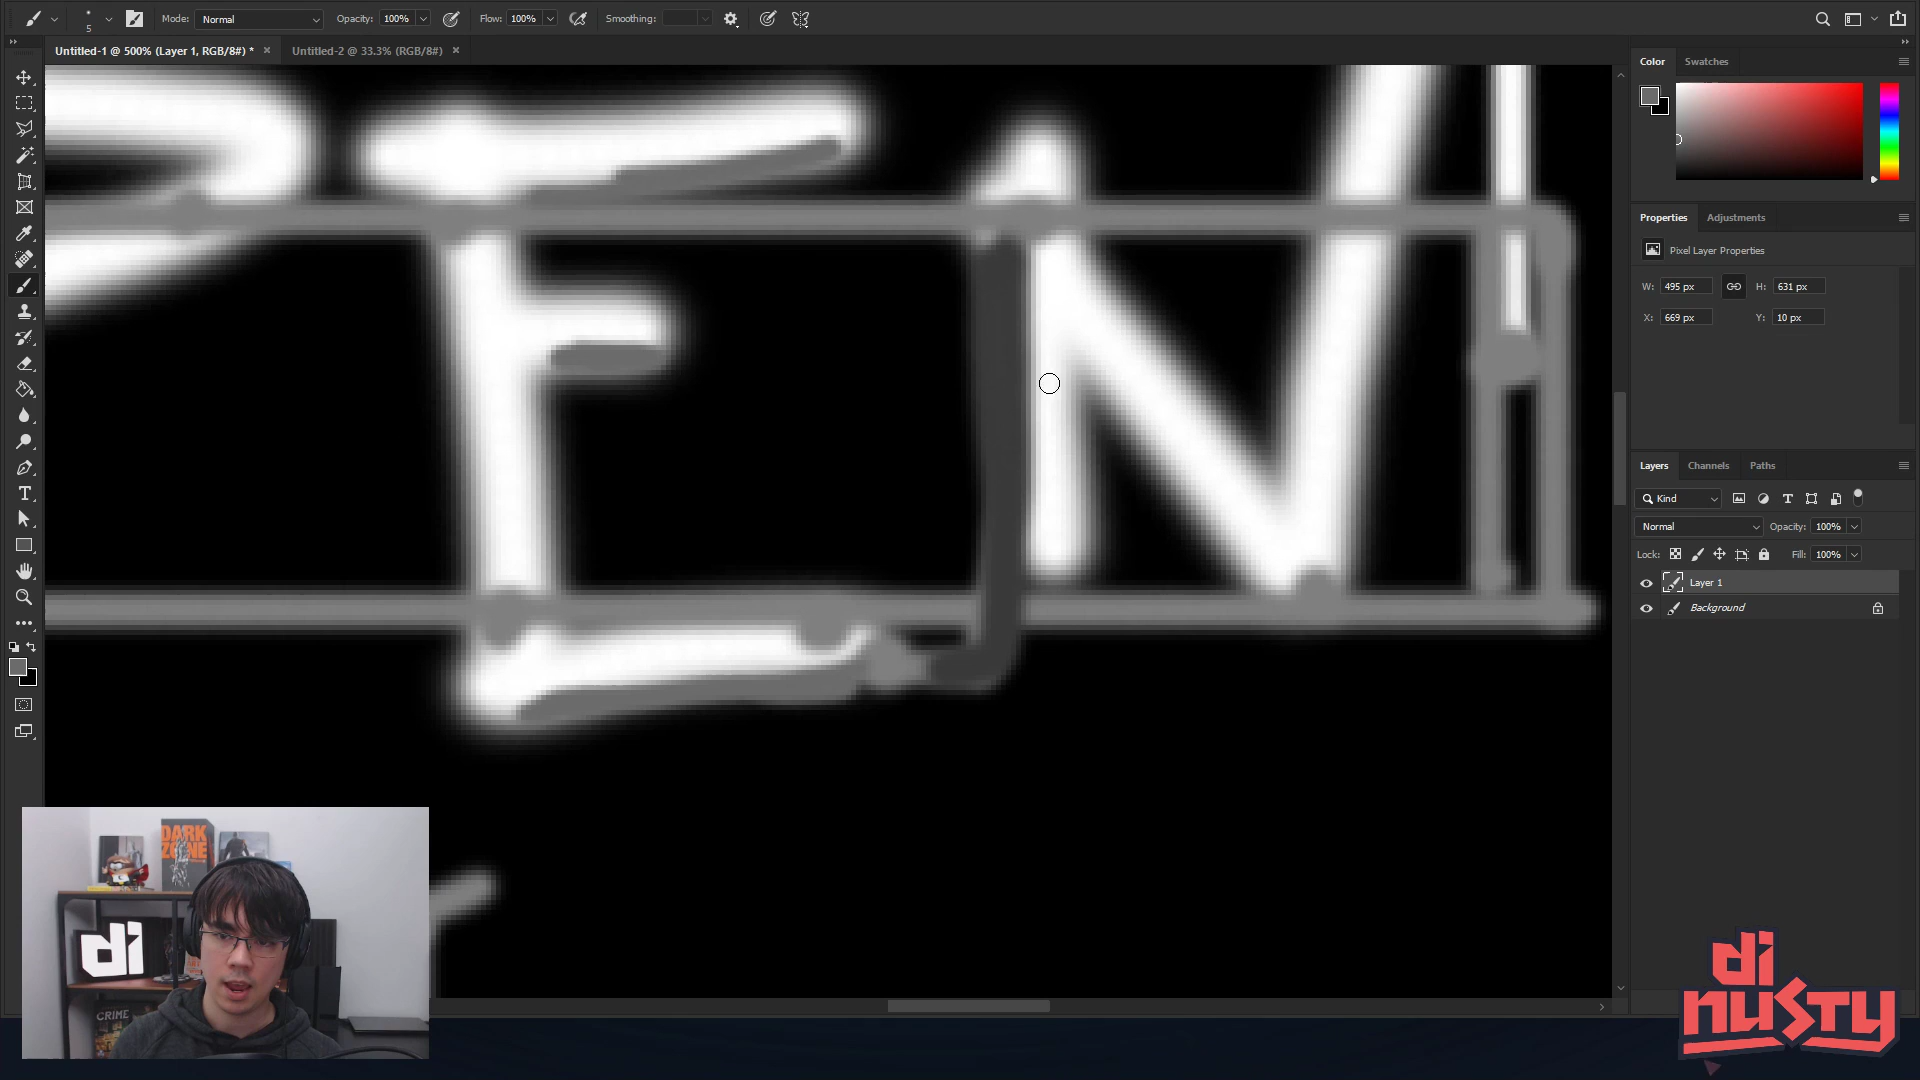 5
Mode: Normal Opacity: 100% Flow: 100% Smoothing:
Untitled-1 @ 500% (Layer 1, RGB/8#) * × Untitled-2 @ 33.3% (RGB/8#) ×
Color Swatches
Properties Adjustments
Pixel Layer Properties
W: 495 px H: 631 px
X: 669 px Y: 10 px
Layers Channels Paths
Kind
Normal Opacity: 100%
Lock: Fill: 100%
Layer 1
Background
EN
DARK
ZONE
di
CRIME
di
nusty